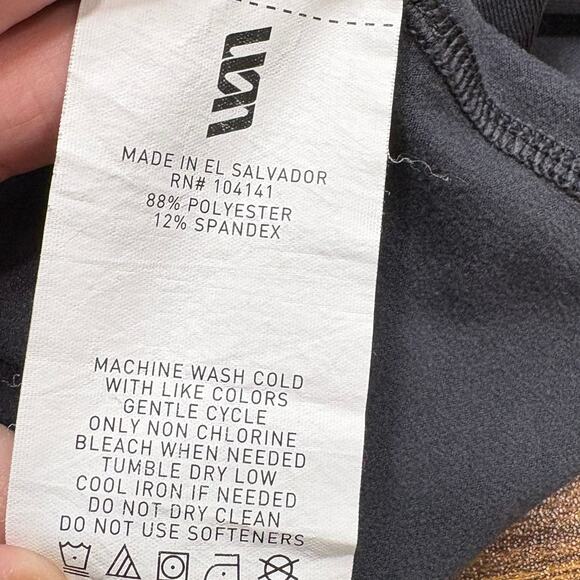 MADE IN EL SALVADOR
RN# 104141
88% POLYESTER
12% SPANDEX
MACHINE WASH COLD
WITH LIKE COLORS
GENTLE CYCLE
ONLY NON CHLORINE
BLEACH WHEN NEEDED
TUMBLE DRY LOW
COOL IRON IF NEEDED
DO NOT DRY CLEAN
DO NOT USE SOFTENERS